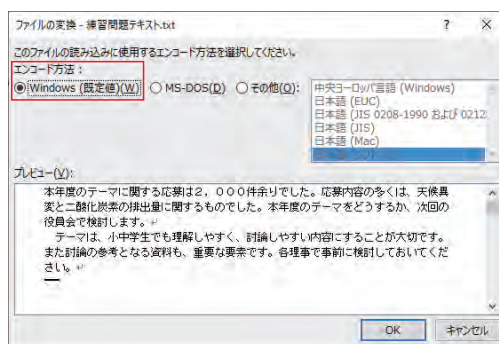 ファイルの変換 - 練習問題テキスト.txt ? ×
このファイルの読み込みに使用するエンコード方法を選択してください。
エンコード方法：
Windows (既定値)(W) MS-DOS(D) その他(O):
中央ヨーロッパ言語 (Windows)
日本語 (EUC)
日本語 (JIS 0208-1990 および 0212
日本語 (JIS)
日本語 (Mac)
プレビュー(V):
本年度のテーマに関する応募は２，０００件余りでした。応募内容の多くは、天候異
変と二酸化炭素の排出量に関するものでした。本年度のテーマをどうするか、次回の
役員会で検討します。
テーマは、小中学生でも理解しやすく、討論しやすい内容にすることが大切です。
また討論の参考となる資料も、重要な要素です。各理事で事前に検討しておいてくだ
さい。
OK キャンセル